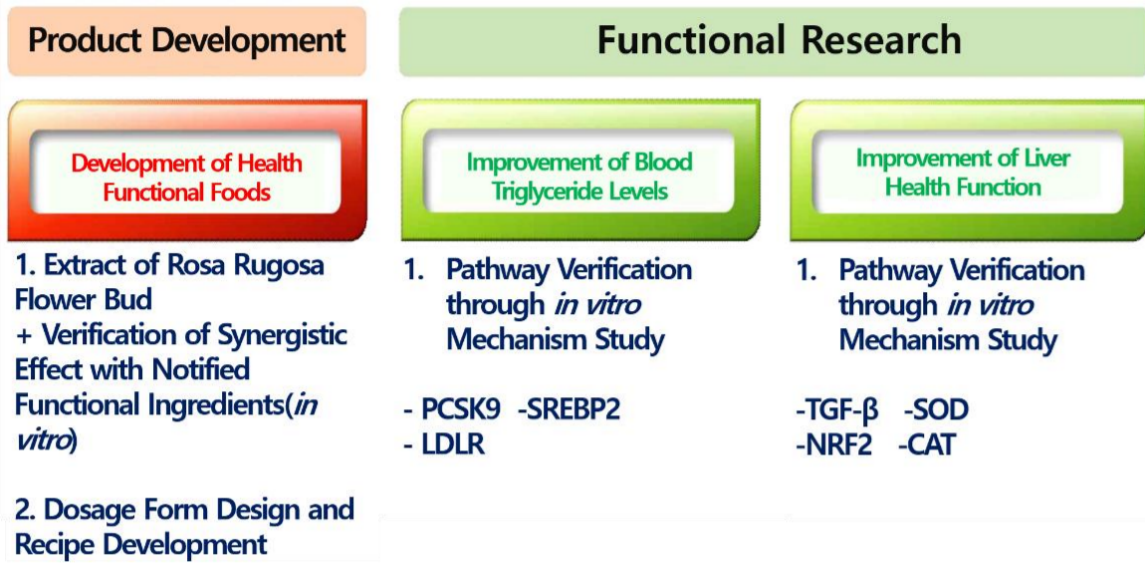 Product Development
Functional Research
Development of Health
Functional Foods
1. Extract of Rosa Rugosa
Flower Bud
+ Verification of Synergistic
Effect with Notified
Functional Ingredients(in
vitro)
2. Dosage Form Design and
Recipe Development
Improvement of Blood
Triglyceride Levels
1. Pathway Verification
through in vitro
Mechanism Study
- PCSK9 -SREBP2
- LDLR
Improvement of Liver
Health Function
1. Pathway Verification
through in vitro
Mechanism Study
-TGF-β -SOD
-NRF2 -CAT